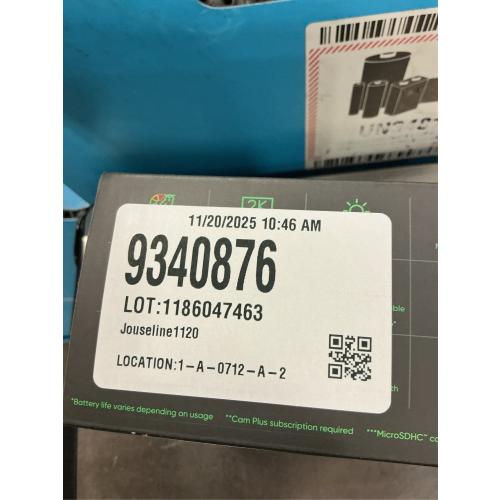 2K
11/20/2025 10:46 AM
9340876
LOT:1186047463
Jouseline1120
LOCATION:1-A-0712-A-2
*Battery life varies depending on usage
**Cam Plus subscription required
***MicroSDHC™